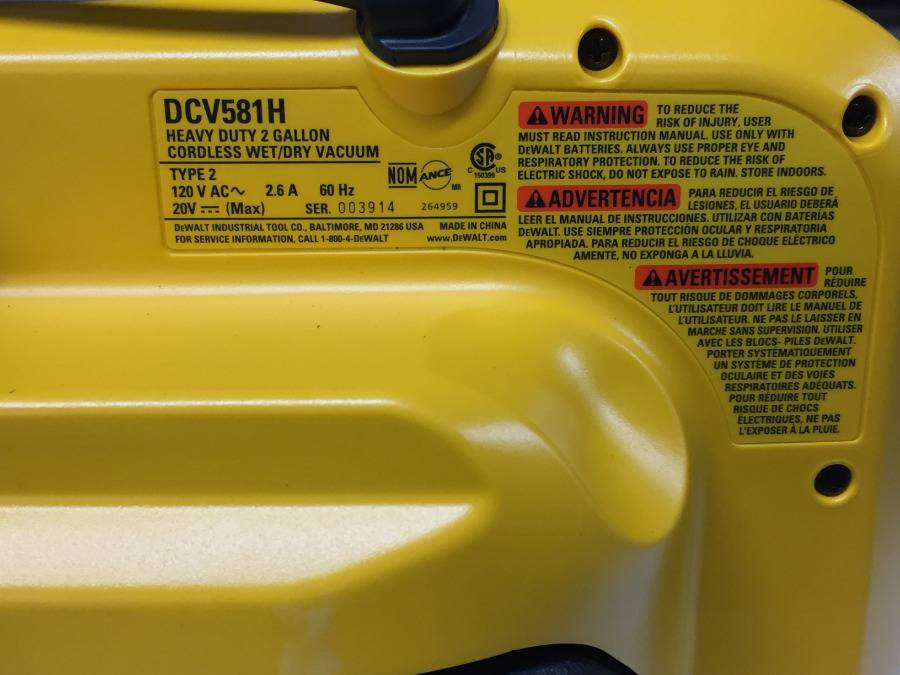 DCV581H
HEAVY DUTY 2 GALLON
CORDLESS WET/DRY VACUUM
TYPE 2
120 V AC~ 2.6 A 60 Hz
20V ⎓ (Max) SER. 003914
NOM ANCE MR
264959
SA C US
150399
DEWALT INDUSTRIAL TOOL CO., BALTIMORE, MD 21286 USA MADE IN CHINA
FOR SERVICE INFORMATION, CALL 1-800-4-DEWALT www.DEWALT.com
WARNING TO REDUCE THE
RISK OF INJURY, USER
MUST READ INSTRUCTION MANUAL. USE ONLY WITH
DEWALT BATTERIES. ALWAYS USE PROPER EYE AND
RESPIRATORY PROTECTION. TO REDUCE THE RISK OF
ELECTRIC SHOCK, DO NOT EXPOSE TO RAIN. STORE INDOORS.
ADVERTENCIA PARA REDUCIR EL RIESGO DE
LESIONES, EL USUARIO DEBERÁ
LEER EL MANUAL DE INSTRUCCIONES. UTILIZAR CON BATERÍAS
DEWALT. USE SIEMPRE PROTECCIÓN OCULAR Y RESPIRATORIA
APROPIADA. PARA REDUCIR EL RIESGO DE CHOQUE ELÉCTRICO
AMENTE, NO EXPONGA A LA LLUVIA.
AVERTISSEMENT POUR
RÉDUIRE
TOUT RISQUE DE DOMMAGES CORPORELS,
L'UTILISATEUR DOIT LIRE LE MANUEL DE
L'UTILISATEUR. NE PAS LE LAISSER EN
MARCHE SANS SUPERVISION. UTILISER
AVEC LES BLOCS- PILES DEWALT.
PORTER SYSTÉMATIQUEMENT
UN SYSTÈME DE PROTECTION
OCULAIRE ET DES VOIES
RESPIRATOIRES ADÉQUATS.
POUR RÉDUIRE TOUT
RISQUE DE CHOCS
ÉLECTRIQUES, NE PAS
L'EXPOSER À LA PLUIE.